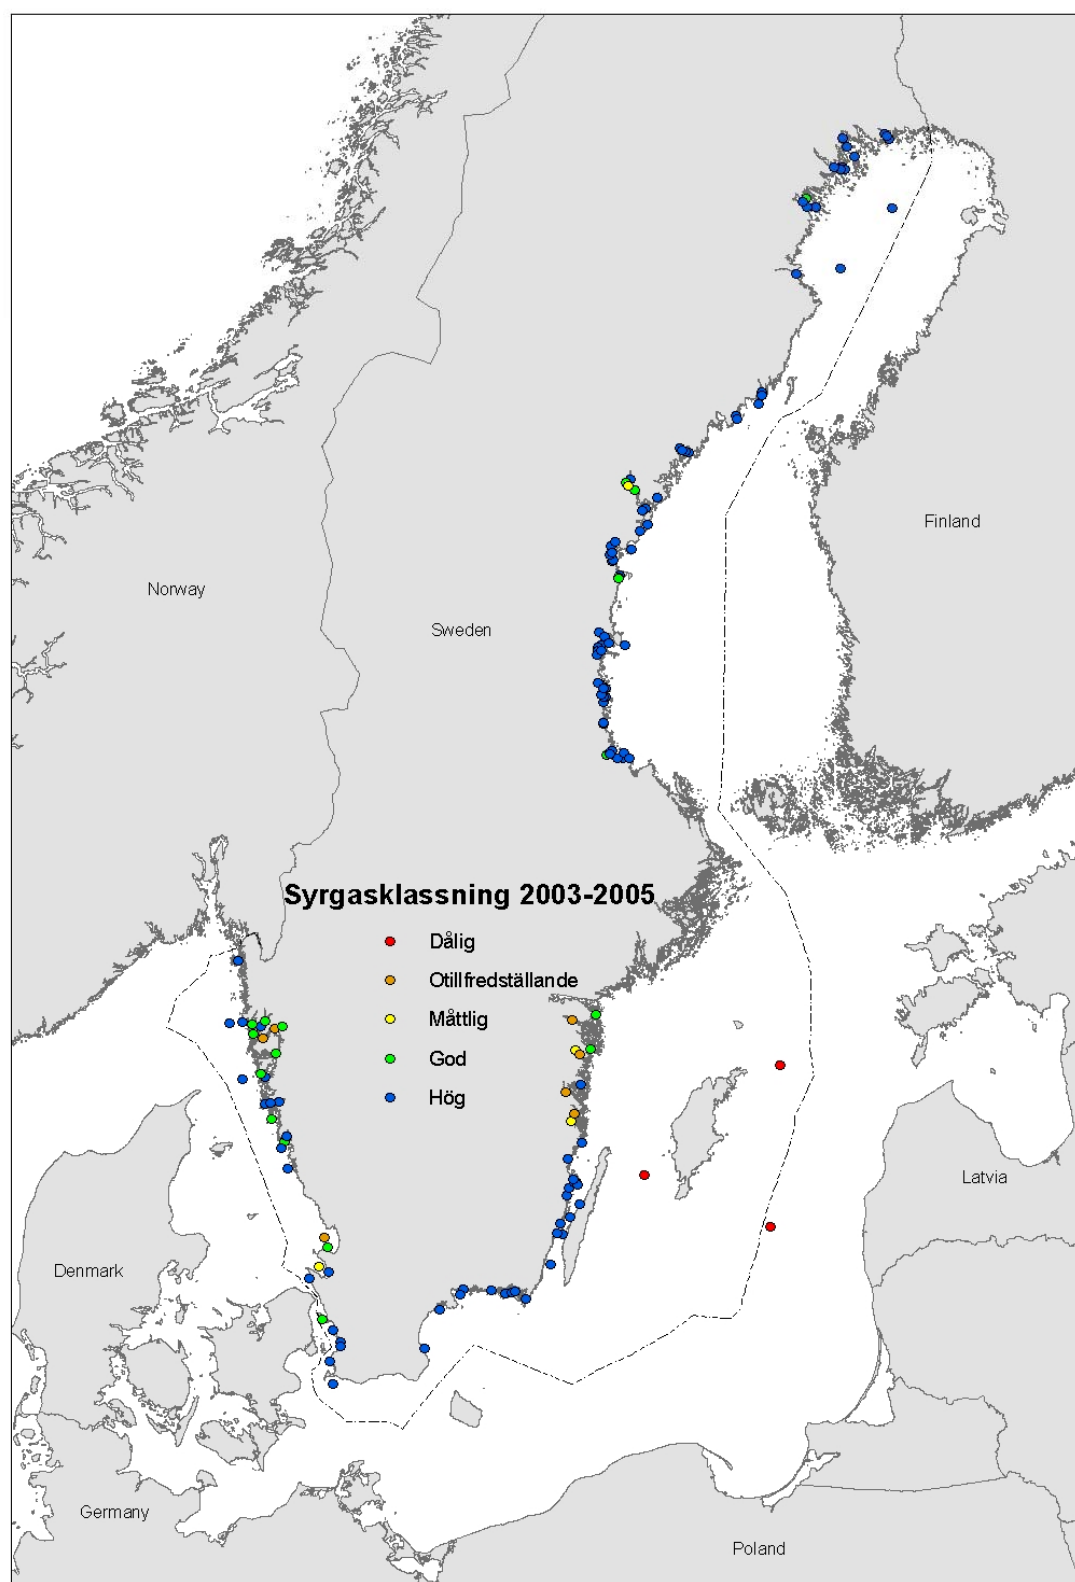 Finland
Norway
Sweden
Syrgasklassning 2003-2005
Dålig
Otillfredställande
Måttlig
God
Hög
Latvia
Denmark
Germany
Poland